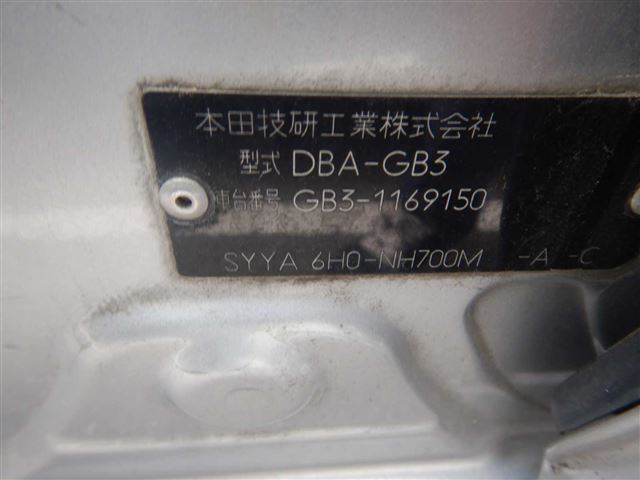 本田技研工業株式会社
型式 DBA-GB3
車台番号 GB3-1169150
SYYA 6H0-NH700M -A -C